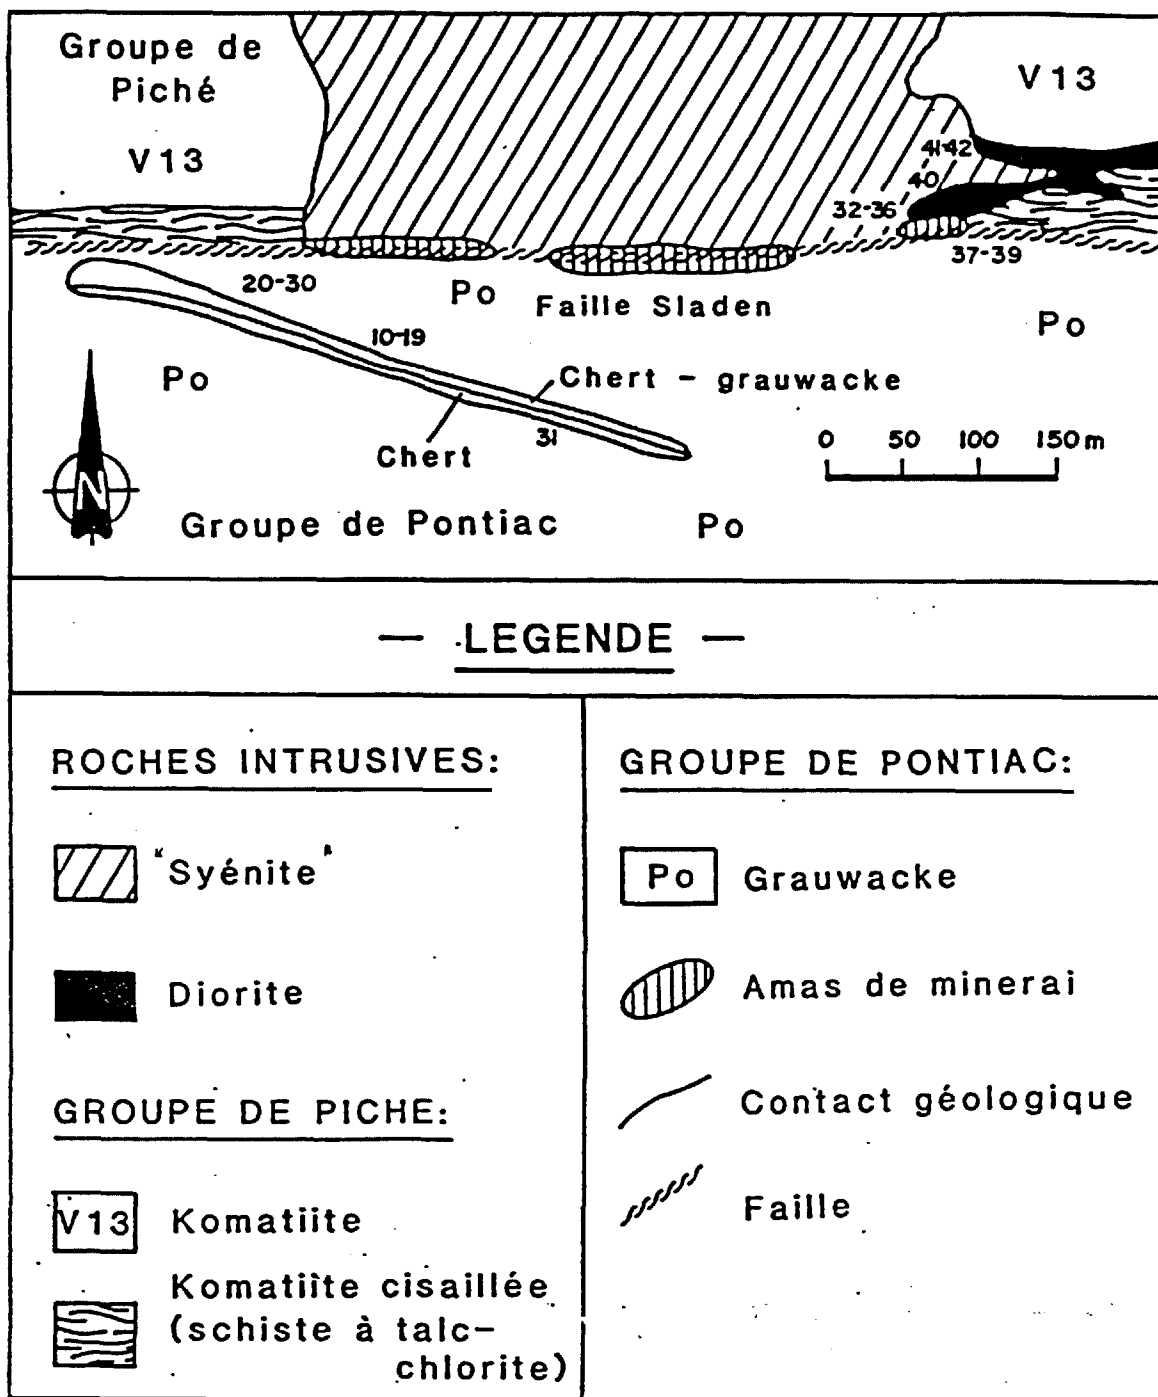 Groupe de
Piché
V13
V13
41-42
40
32-36
37-39
20-30
Po
Faille Sladen
Po
10-19
Po
Chert - grauwacke
31
Chert
0 50 100 150m
N
Groupe de Pontiac
Po
— LEGENDE —
ROCHES INTRUSIVES:
"Syénite"
Diorite
GROUPE DE PICHE:
V13 Komatiite
Komatiite cisaillée
(schiste à talc-
chlorite)
GROUPE DE PONTIAC:
Po Grauwacke
Amas de minerai
Contact géologique
Faille